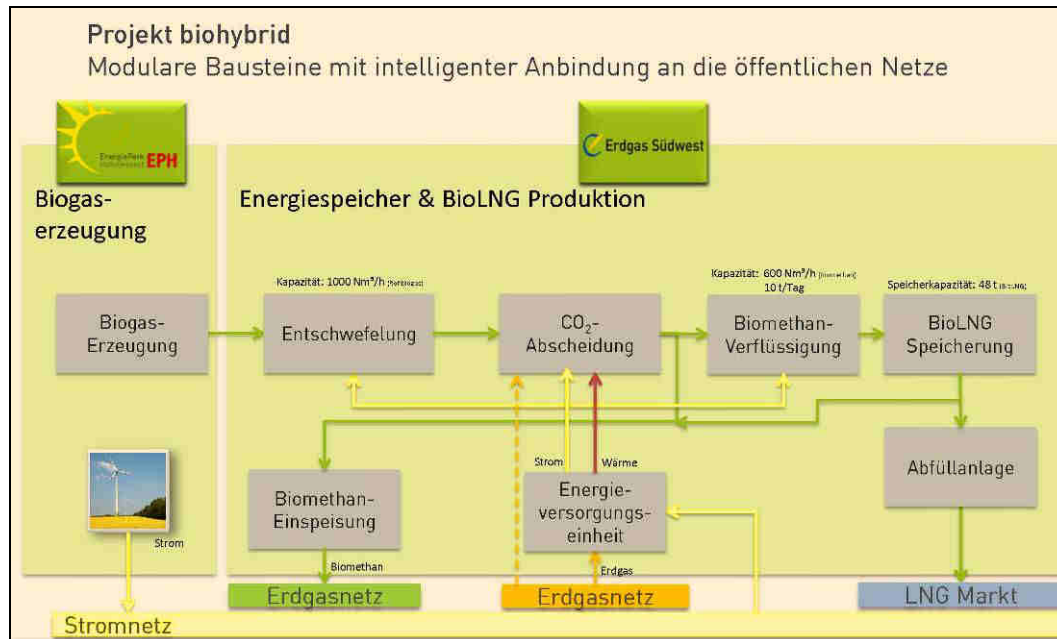 Projekt biohybrid
Modulare Bausteine mit intelligenter Anbindung an die öffentlichen Netze
EPH
Erdgas Südwest
Biogas-
erzeugung
Energiespeicher & BioLNG Produktion
Kapazität: 1000 Nm³/h
Kapazität: 600 Nm³/h
10 t/Tag
Speicherkapazität: 48 t
Biogas-
Erzeugung
Entschwefelung
CO₂-
Abscheidung
Biomethan-
Verflüssigung
BioLNG
Speicherung
Strom
Wärme
Abfüllanlage
Biomethan-
Einspeisung
Energie-
versorgungs-
einheit
Strom
Biomethan
Erdgas
Erdgasnetz
Erdgasnetz
LNG Markt
Stromnetz